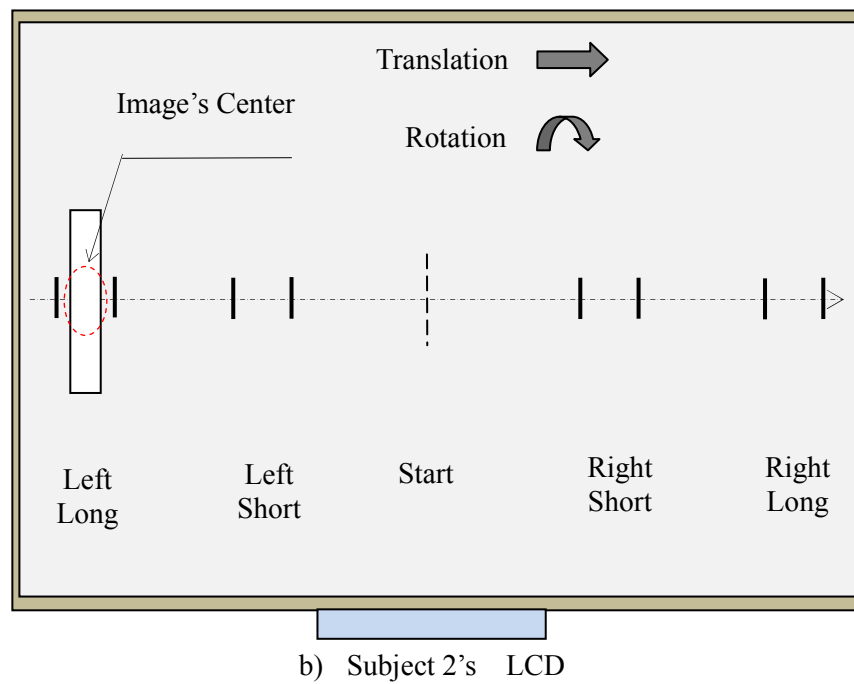 Translation
Image’s Center
Rotation
Left
Long
Left
Short
Start
Right
Short
Right
Long
b) Subject 2’s LCD